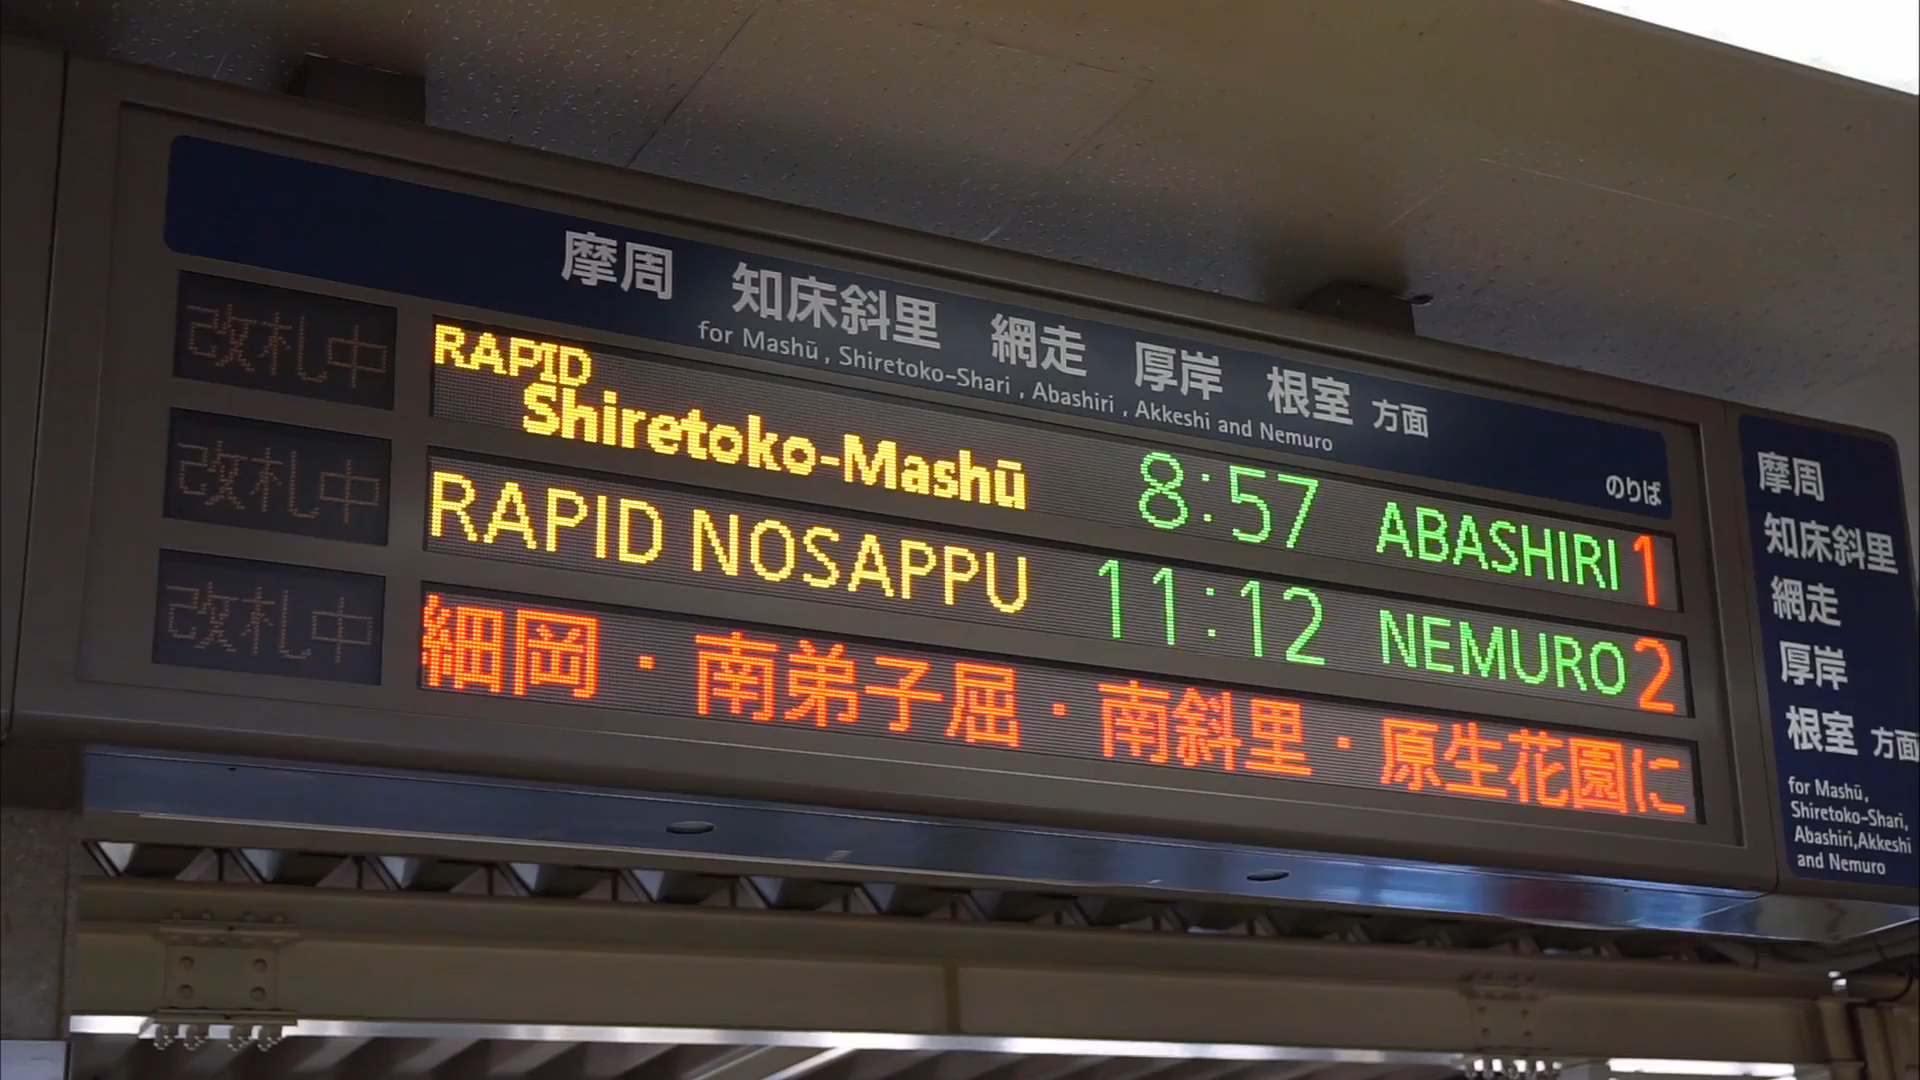 摩周 知床斜里 網走 厚岸 根室 方面
for Mashū , Shiretoko-Shari , Abashiri , Akkeshi and Nemuro
のりば
改札中
RAPID
Shiretoko-Mashū 8:57 ABASHIRI 1
改札中
RAPID NOSAPPU 11:12 NEMURO 2
改札中
細岡・南弟子屈・南斜里・原生花園に
摩周
知床斜里
網走
厚岸
根室 方面
for Mashū,
Shiretoko-Shari,
Abashiri,Akkeshi
and Nemuro